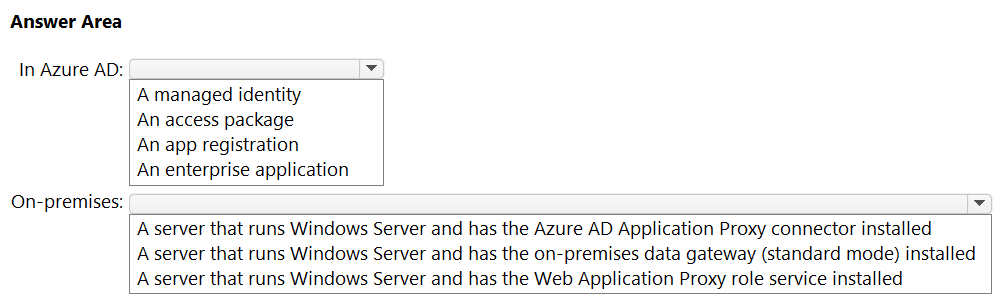 Answer Area
In Azure AD:
A managed identity
An access package
An app registration
An enterprise application
On-premises:
A server that runs Windows Server and has the Azure AD Application Proxy connector installed
A server that runs Windows Server and has the on-premises data gateway (standard mode) installed
A server that runs Windows Server and has the Web Application Proxy role service installed